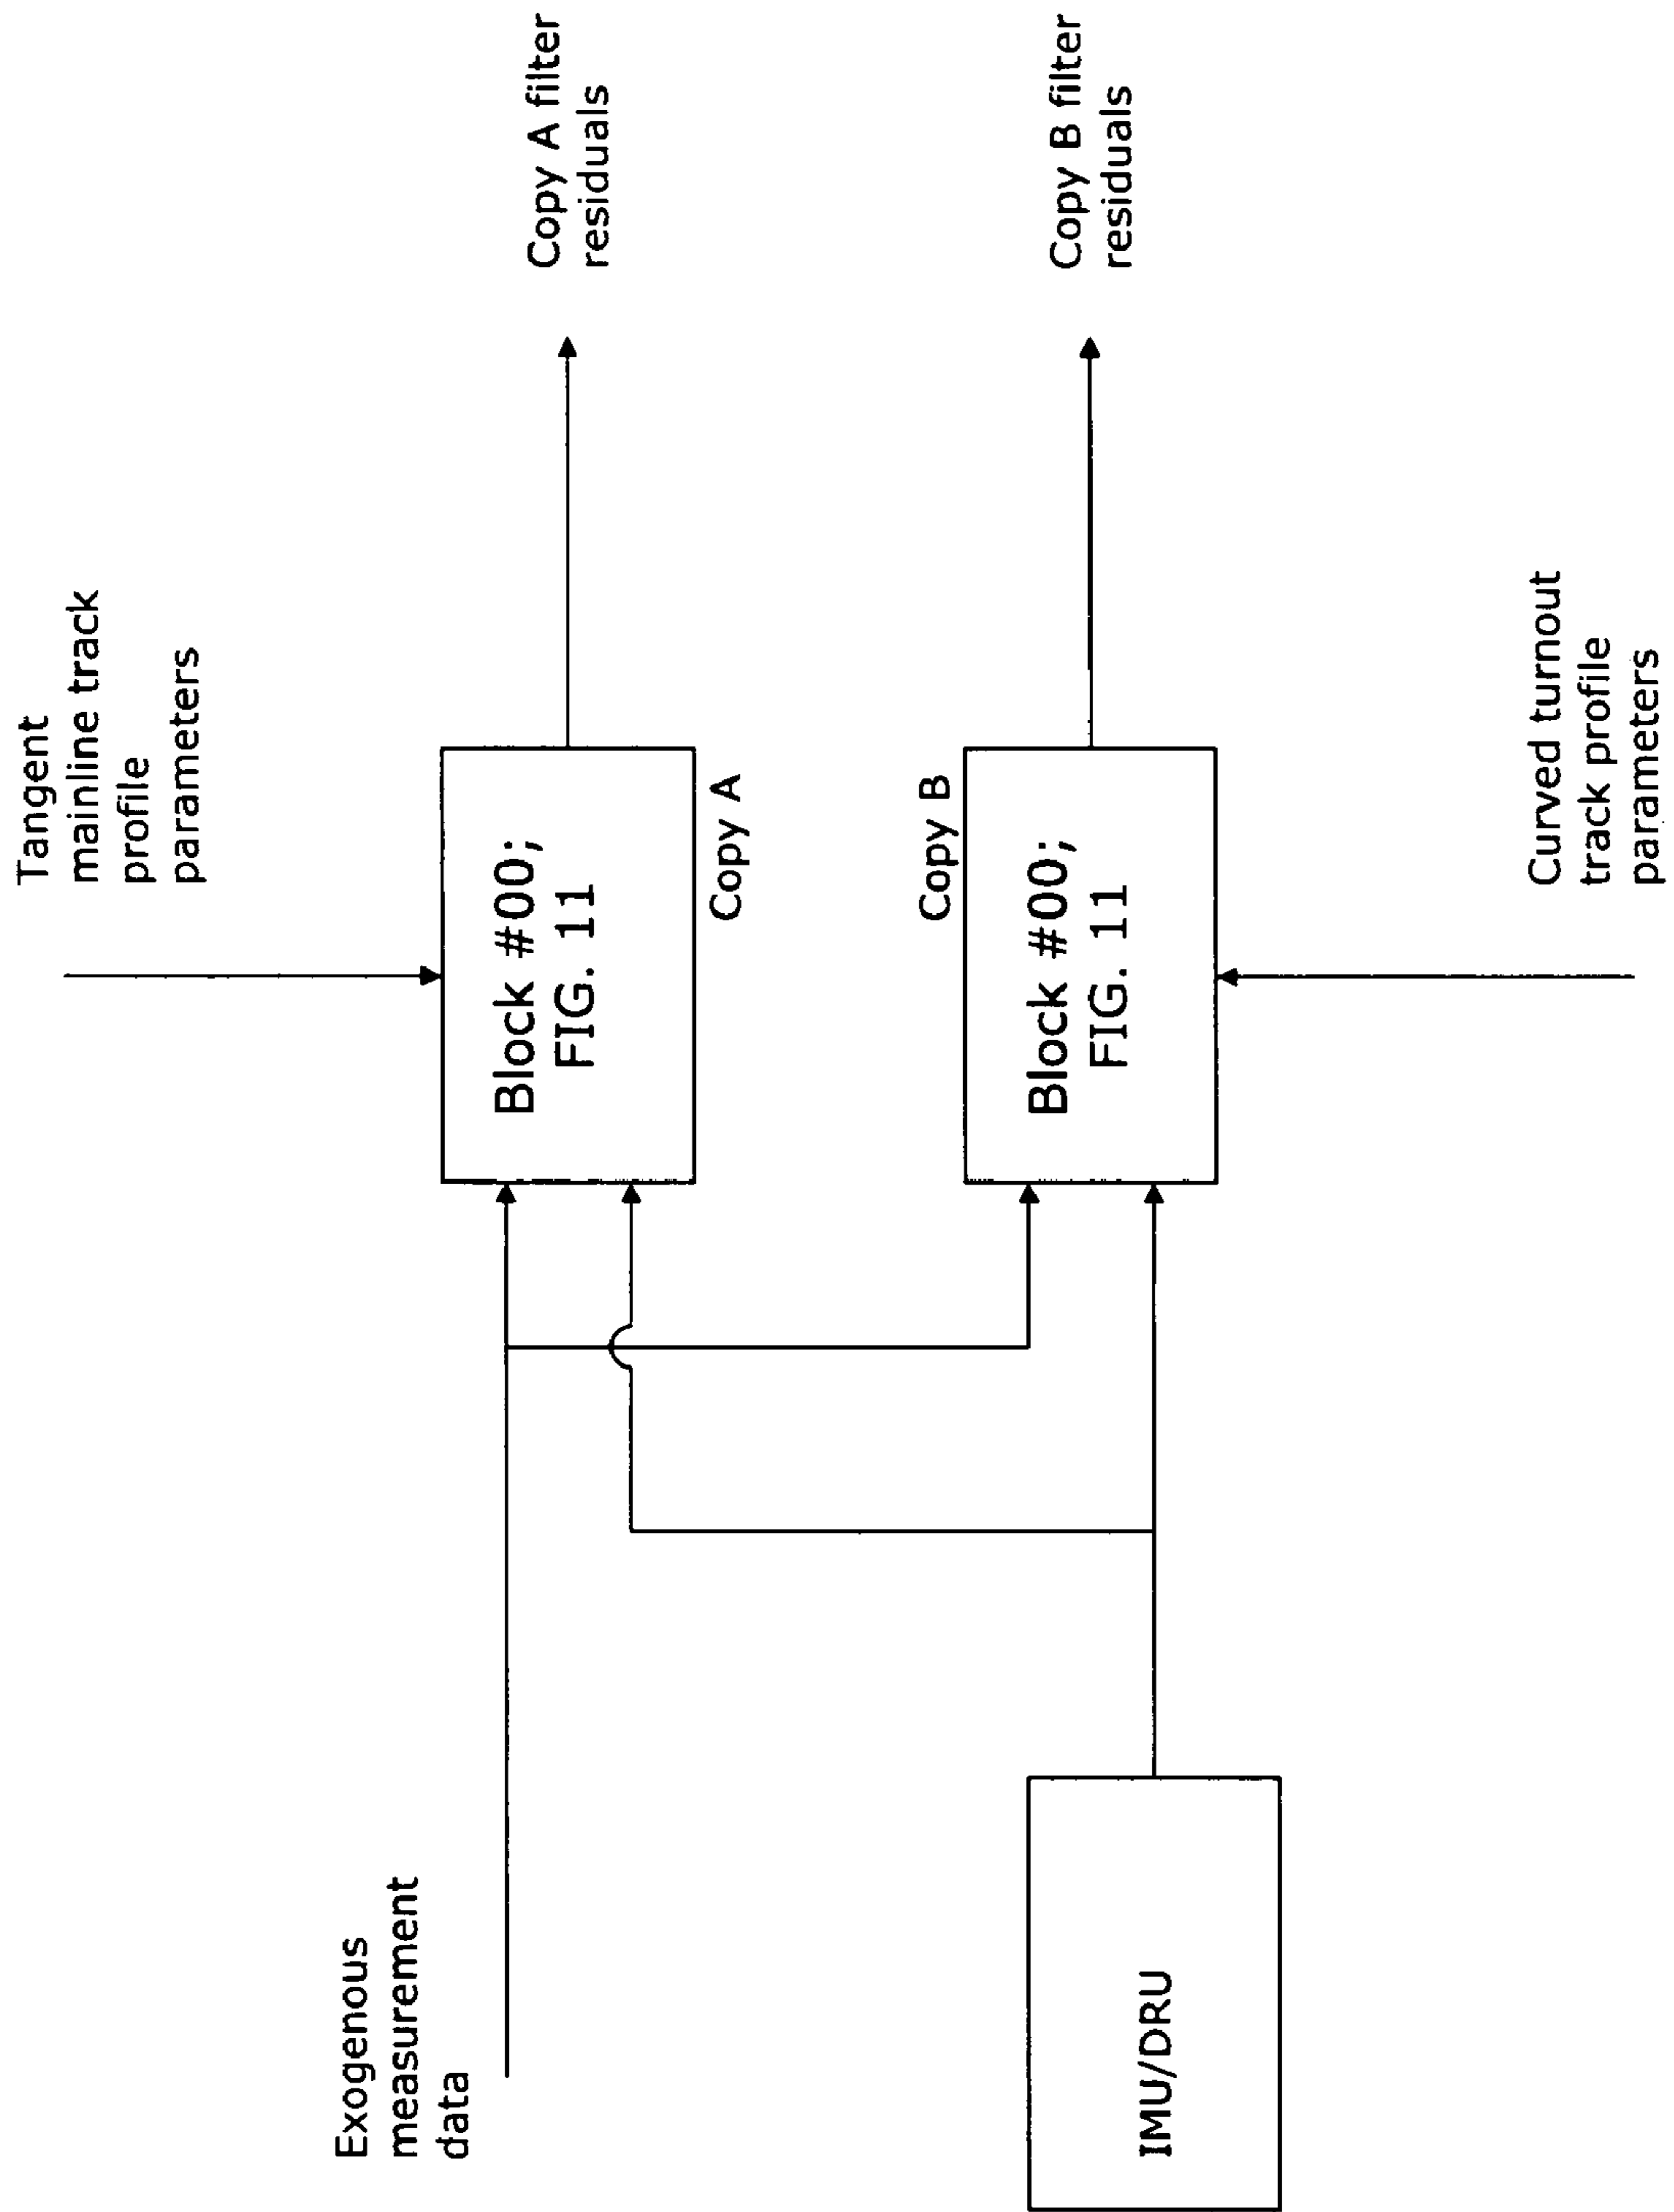 Tangent
mainline track
profile
parameters
Exogenous
measurement
data
Block #00;
FIG. 11
Copy A
Copy A filter
residuals
IMU/DRU
Copy B
Block #00;
FIG. 11
Copy B filter
residuals
Curved turnout
track profile
parameters